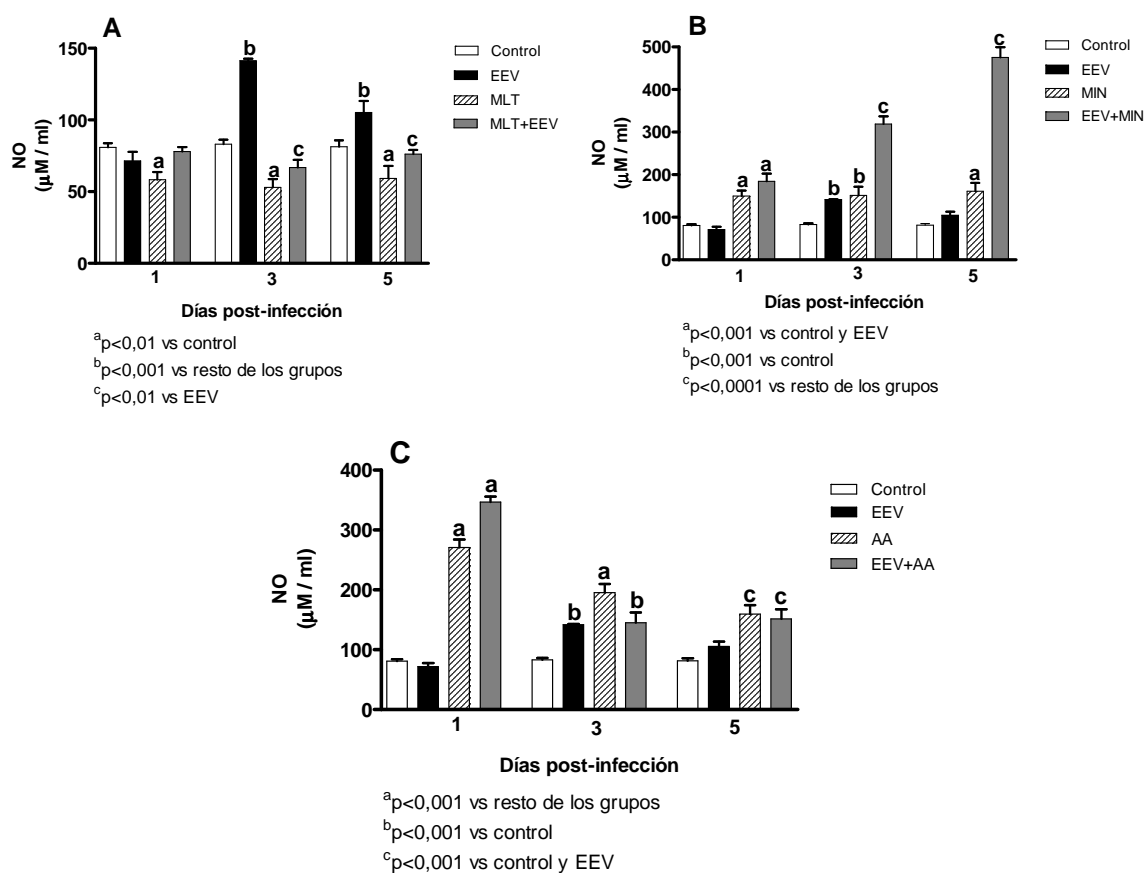 A
Control
EEV
MLT
MLT+EEV
NO
(μM / ml)
150
100
50
0
b
b
a
a
c
a
c
1
3
5
Días post-infección
ap<0,01 vs control
bp<0,001 vs resto de los grupos
cp<0,01 vs EEV
B
Control
EEV
MIN
EEV+MIN
NO
(μM / ml)
500
400
300
200
100
0
a
a
b
b
c
a
c
1
3
5
Días post-infección
ap<0,001 vs control y EEV
bp<0,001 vs control
cp<0,0001 vs resto de los grupos
C
Control
EEV
AA
EEV+AA
NO
(μM / ml)
400
300
200
100
0
a
a
b
a
b
c
c
1
3
5
Días post-infección
ap<0,001 vs resto de los grupos
bp<0,001 vs control
cp<0,001 vs control y EEV